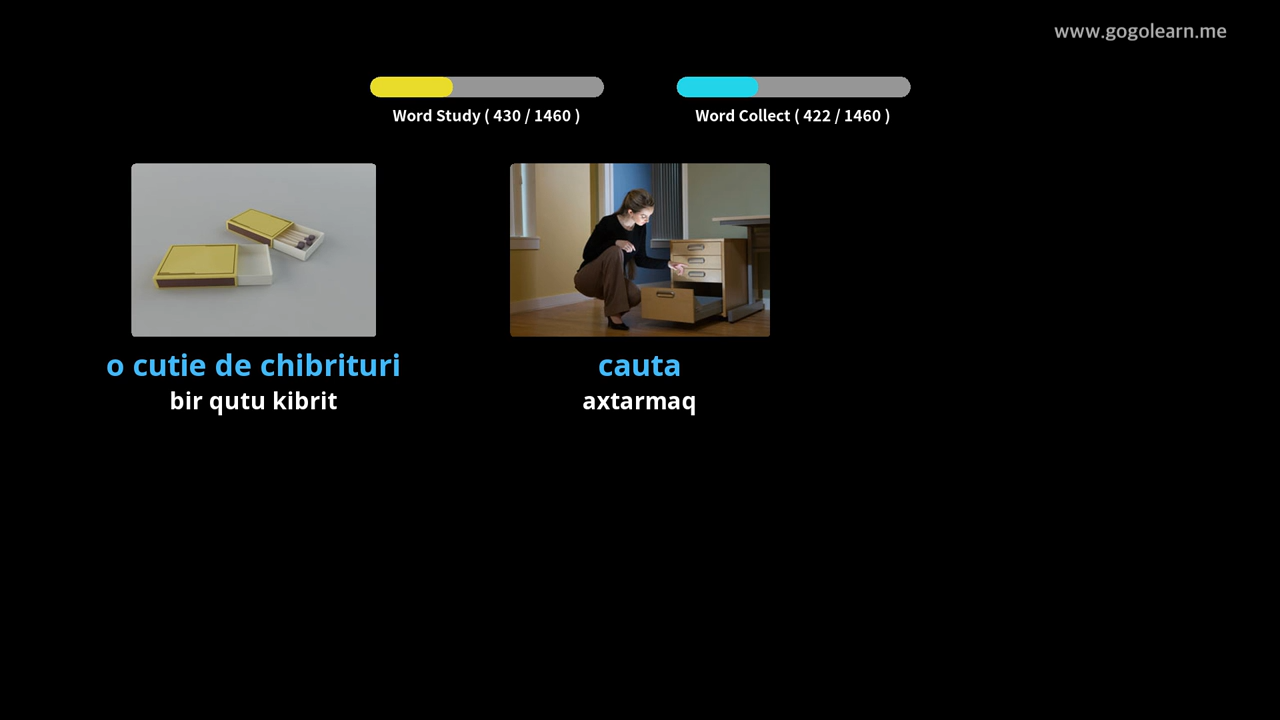 www.gogolearn.me
Word Study ( 430 / 1460 )
Word Collect ( 422 / 1460 )
o cutie de chibrituri
bir qutu kibrit
cauta
axtarmaq